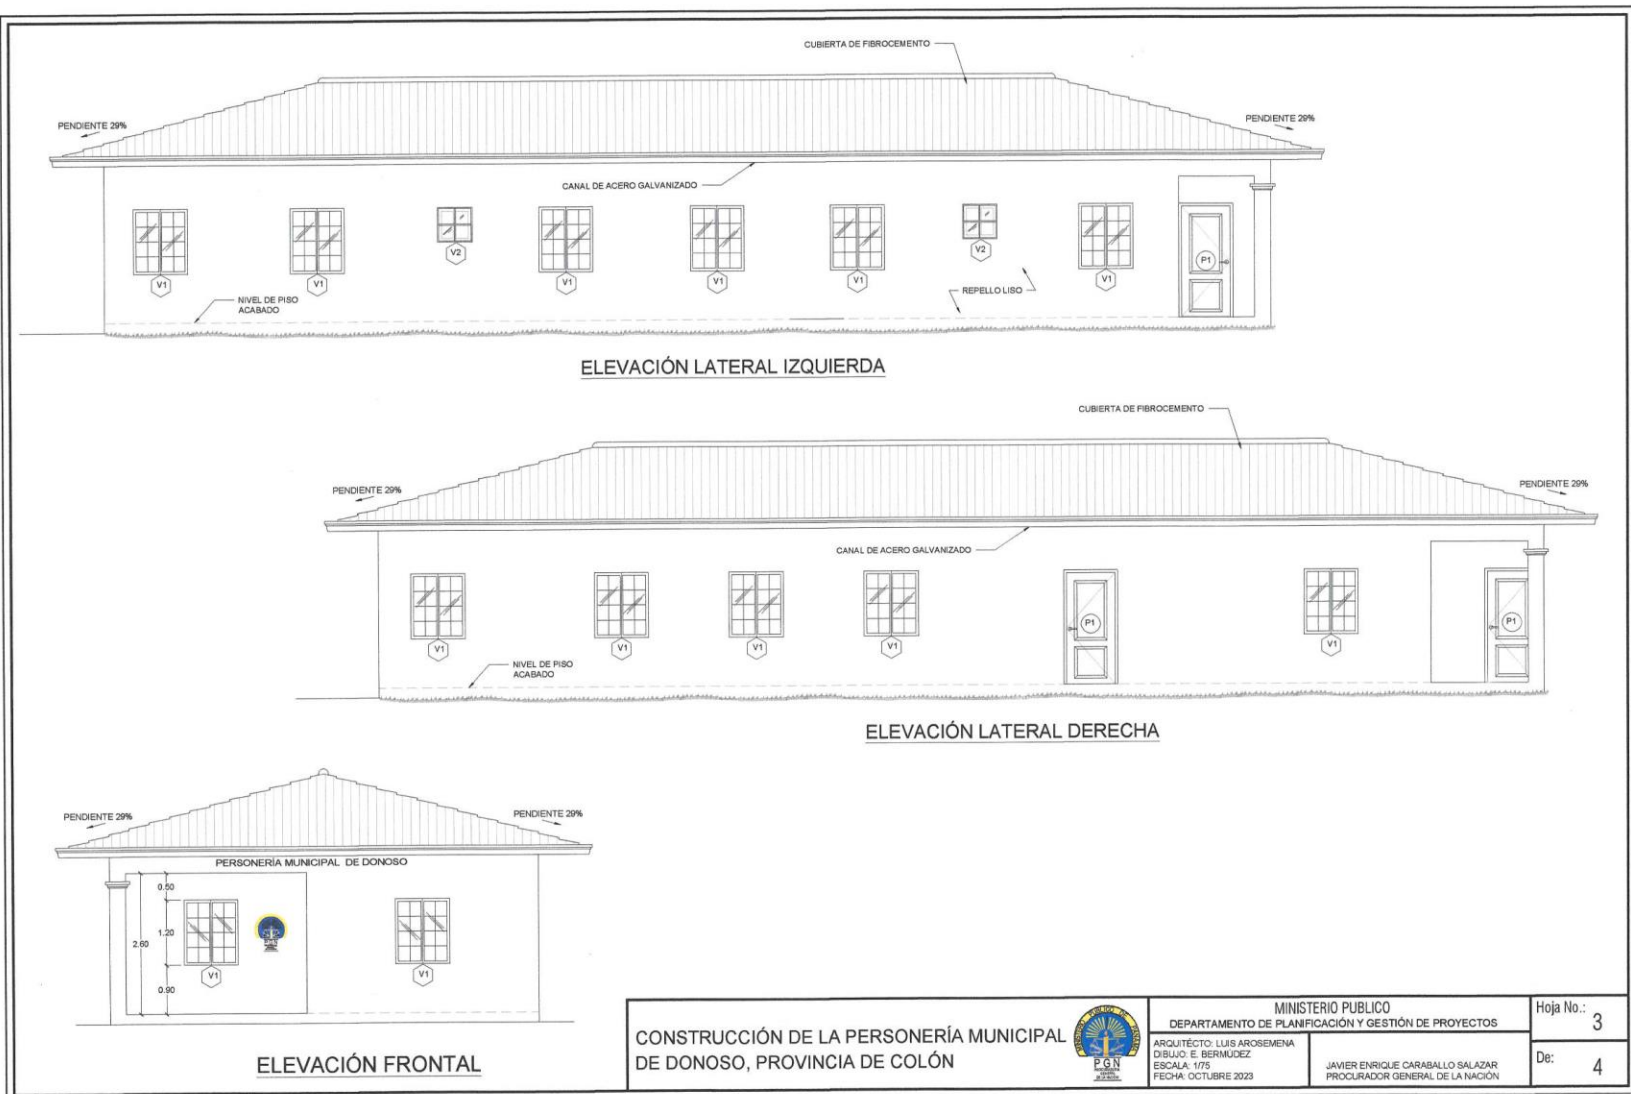 CUBIERTA DE FIBROCEMENTO
PENDIENTE 29%
PENDIENTE 29%
CANAL DE ACERO GALVANIZADO
V1
V1
V2
V1
V1
V1
V2
V1
P1
NIVEL DE PISO
ACABADO
REPELLO LISO
ELEVACIÓN LATERAL IZQUIERDA
CUBIERTA DE FIBROCEMENTO
PENDIENTE 29%
PENDIENTE 29%
CANAL DE ACERO GALVANIZADO
V1
V1
V1
V1
P1
V1
P1
NIVEL DE PISO
ACABADO
ELEVACIÓN LATERAL DERECHA
PENDIENTE 29%
PENDIENTE 29%
PERSONERÍA MUNICIPAL DE DONOSO
0.60
1.20
2.60
0.90
V1
V1
ELEVACIÓN FRONTAL
CONSTRUCCIÓN DE LA PERSONERÍA MUNICIPAL
DE DONOSO, PROVINCIA DE COLÓN
PGN
MINISTERIO PUBLICO
DEPARTAMENTO DE PLANIFICACIÓN Y GESTIÓN DE PROYECTOS
ARQUITÉCTO: LUIS AROSEMENA
DIBUJO: E. BERMÚDEZ
ESCALA: 1/75
FECHA: OCTUBRE 2023
JAVIER ENRIQUE CARABALLO SALAZAR
PROCURADOR GENERAL DE LA NACIÓN
Hoja No.: 3
De: 4